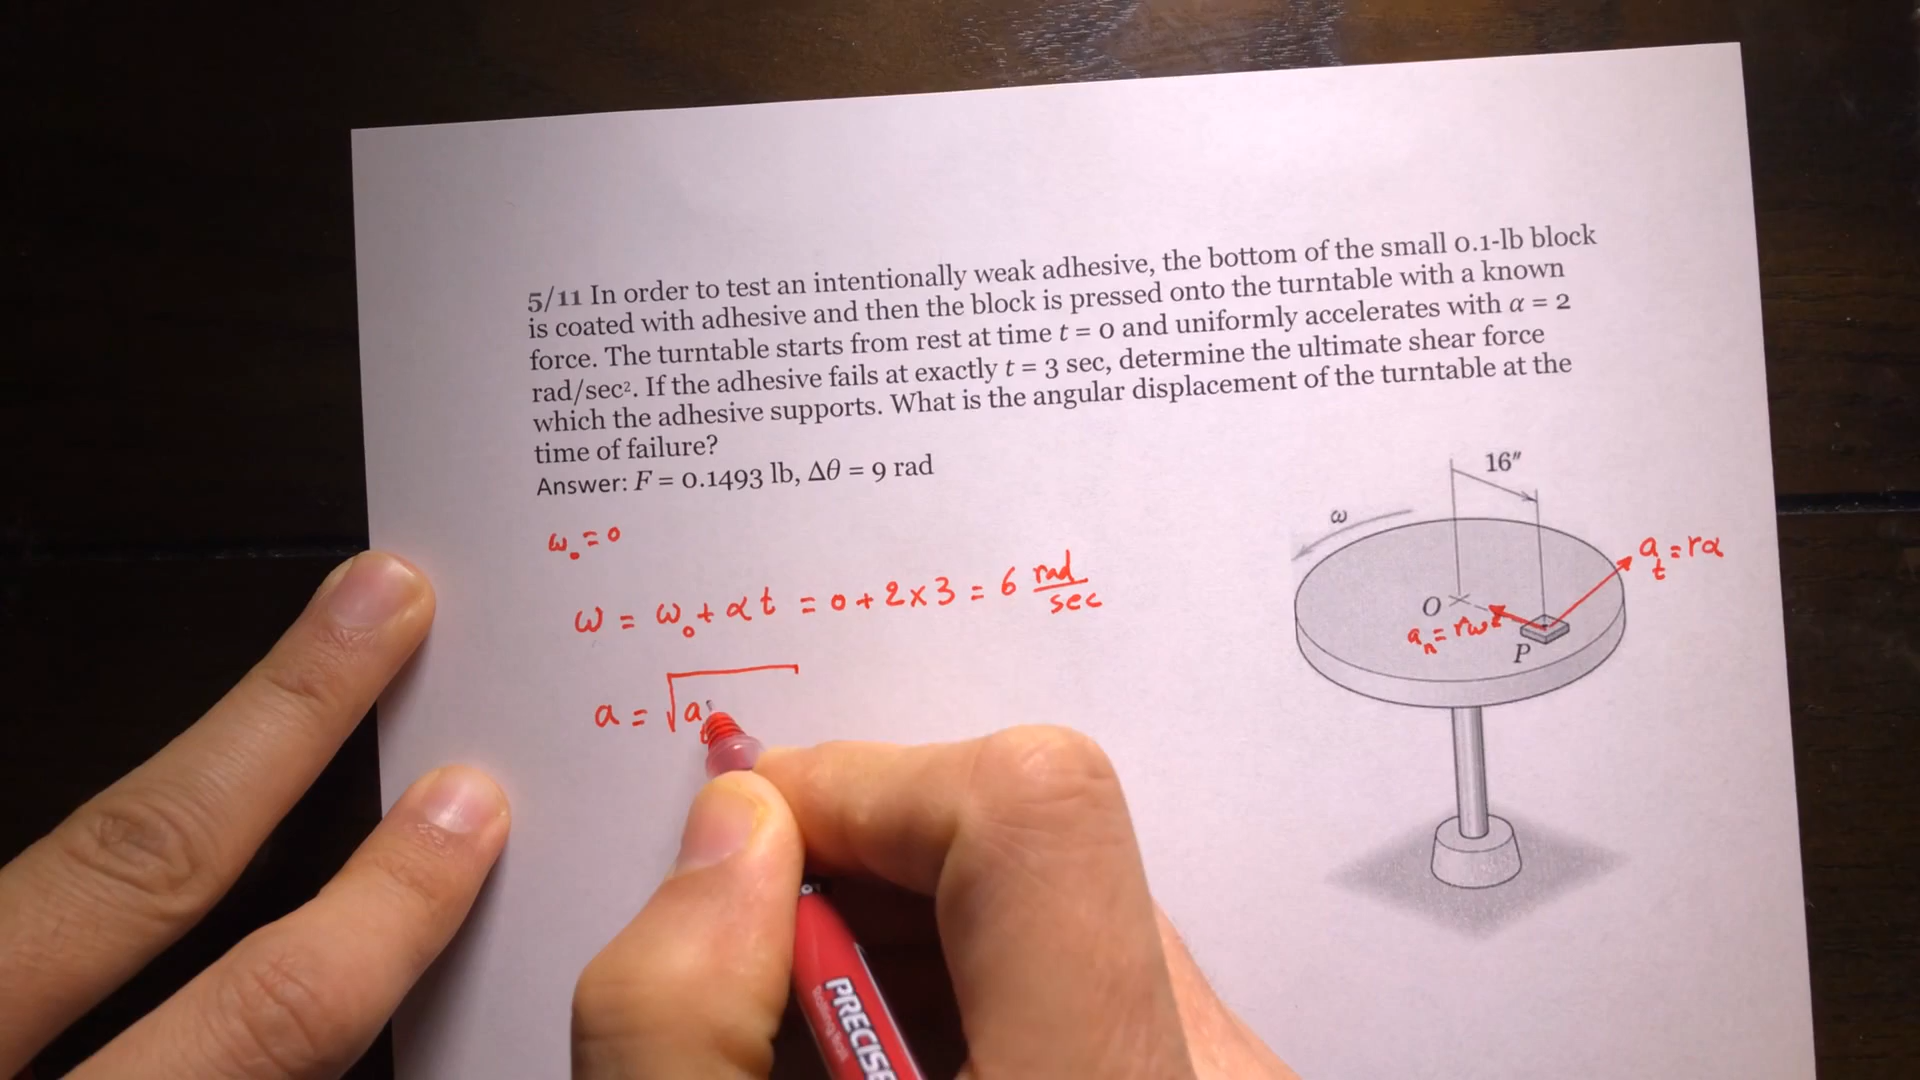 5/11 In order to test an intentionally weak adhesive, the bottom of the small 0.1-lb block
is coated with adhesive and then the block is pressed onto the turntable with a known
force. The turntable starts from rest at time t = 0 and uniformly accelerates with α = 2
rad/sec². If the adhesive fails at exactly t = 3 sec, determine the ultimate shear force
which the adhesive supports. What is the angular displacement of the turntable at the
time of failure?
Answer: F = 0.1493 lb, Δθ = 9 rad
ω₀ = 0
ω = ω₀ + αt = 0 + 2×3 = 6 rad/sec
a = √a
16"
ω
a_t = rα
O
a_n = rω²
P
PRECISE
Rolling Ball